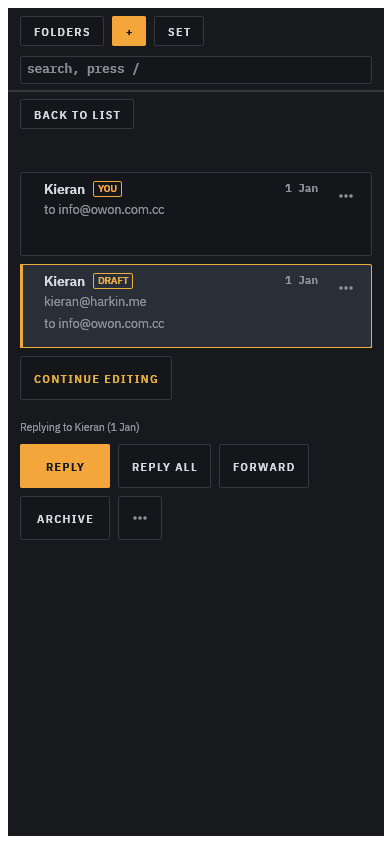 FOLDERS + SET
search, press /
BACK TO LIST
Kieran YOU 1 Jan •••
to info@owon.com.cc
Kieran DRAFT 1 Jan •••
kieran@harkin.me
to info@owon.com.cc
CONTINUE EDITING
Replying to Kieran (1 Jan)
REPLY REPLY ALL FORWARD
ARCHIVE •••